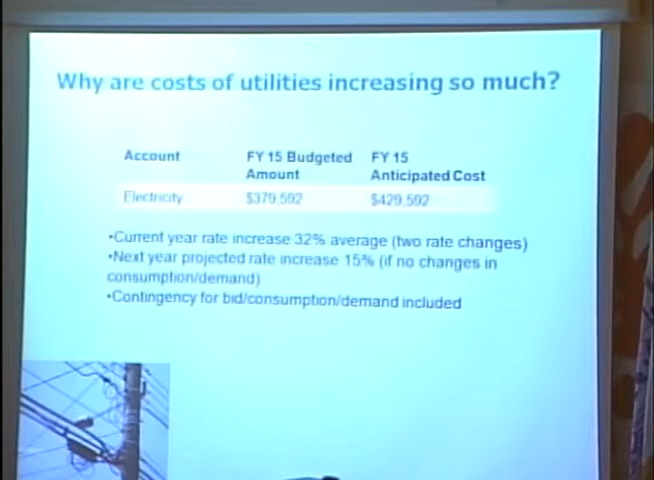 Why are costs of utilities increasing so much?
Account FY 15 Budgeted Amount FY 15 Anticipated Cost
Electricity $379,592 $429,592
•Current year rate increase 32% average (two rate changes)
•Next year projected rate increase 15% (if no changes in
consumption/demand)
•Contingency for bid/consumption/demand included